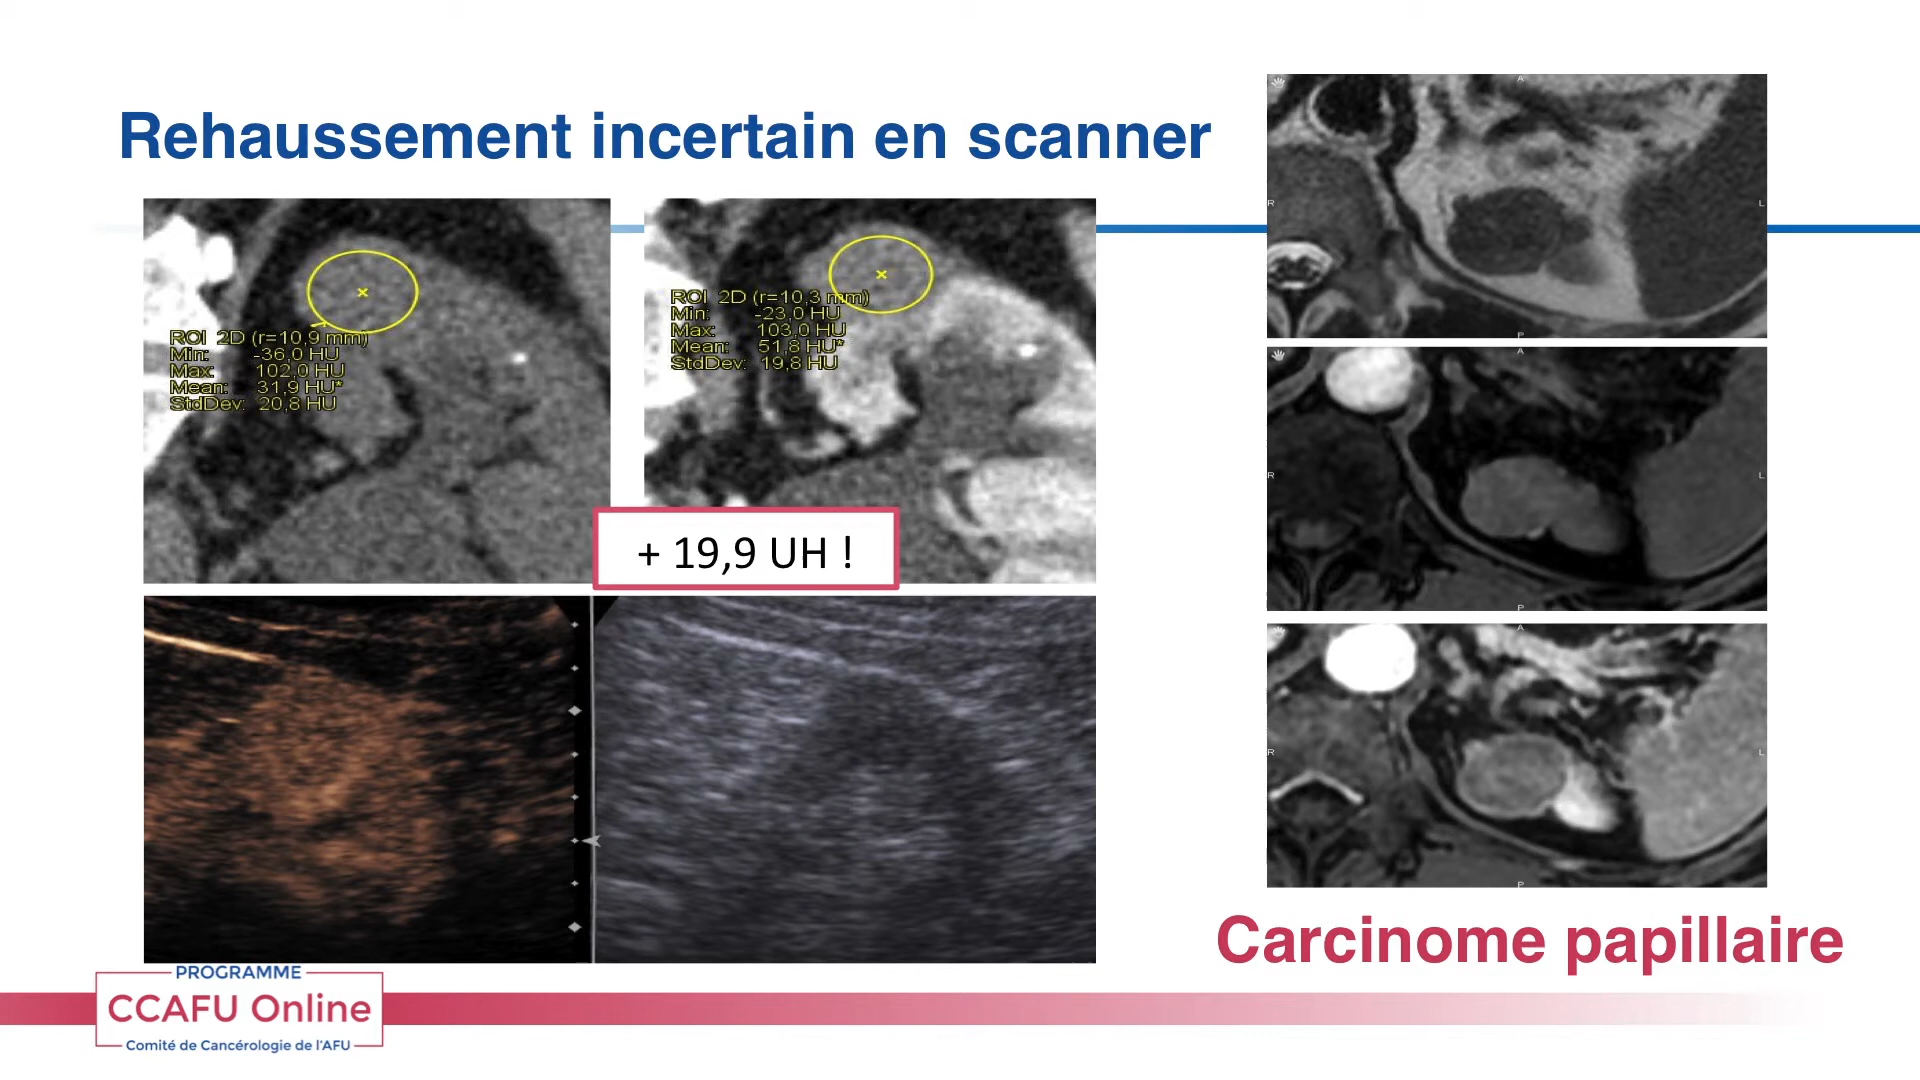 Rehaussement incertain en scanner
ROI 2D (r=10,9 mm)
Min: -36,0 HU
Max: 102,0 HU
Mean: 31,9 HU*
StdDev: 20,8 HU
ROI 2D (r=10,3 mm)
Min: -23,0 HU
Max: 103,0 HU
Mean: 51,8 HU*
StdDev: 19,8 HU
+ 19,9 UH !
A
R
L
P
A
R
L
P
A
R
L
P
Carcinome papillaire
PROGRAMME
CCAFU Online
Comité de Cancérologie de l'AFU